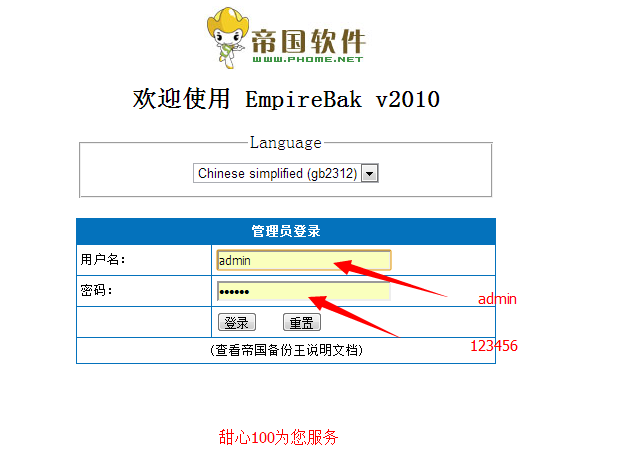 帝国软件
WWW.PHOME.NET
欢迎使用 EmpireBak v2010
Language
Chinese simplified (gb2312)
管理员登录
用户名： admin
admin
密码： ••••••
123456
登录 重置
(查看帝国备份王说明文档)
甜心100为您服务